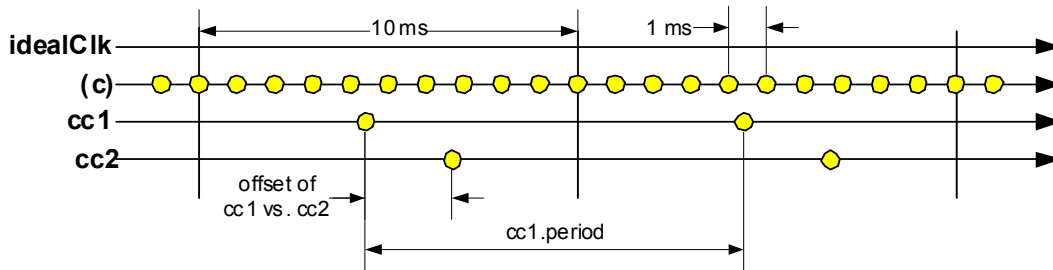 10 ms
1 ms
idealClk
(c)
cc1
cc2
offset of
cc1 vs. cc2
cc1.period